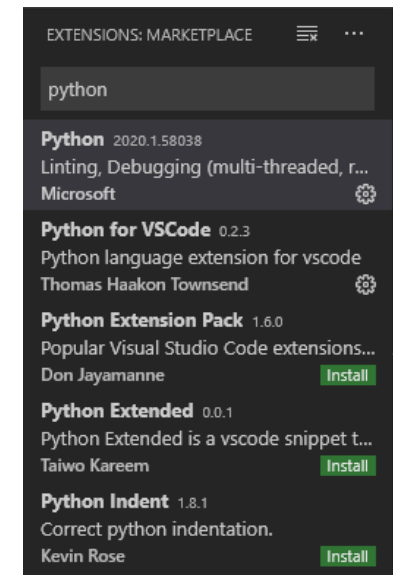 EXTENSIONS: MARKETPLACE ...
python
Python 2020.1.58038
Linting, Debugging (multi-threaded, r...
Microsoft
Python for VSCode 0.2.3
Python language extension for vscode
Thomas Haakon Townsend
Python Extension Pack 1.6.0
Popular Visual Studio Code extensions...
Don Jayamanne Install
Python Extended 0.0.1
Python Extended is a vscode snippet t...
Taiwo Kareem Install
Python Indent 1.8.1
Correct python indentation.
Kevin Rose Install